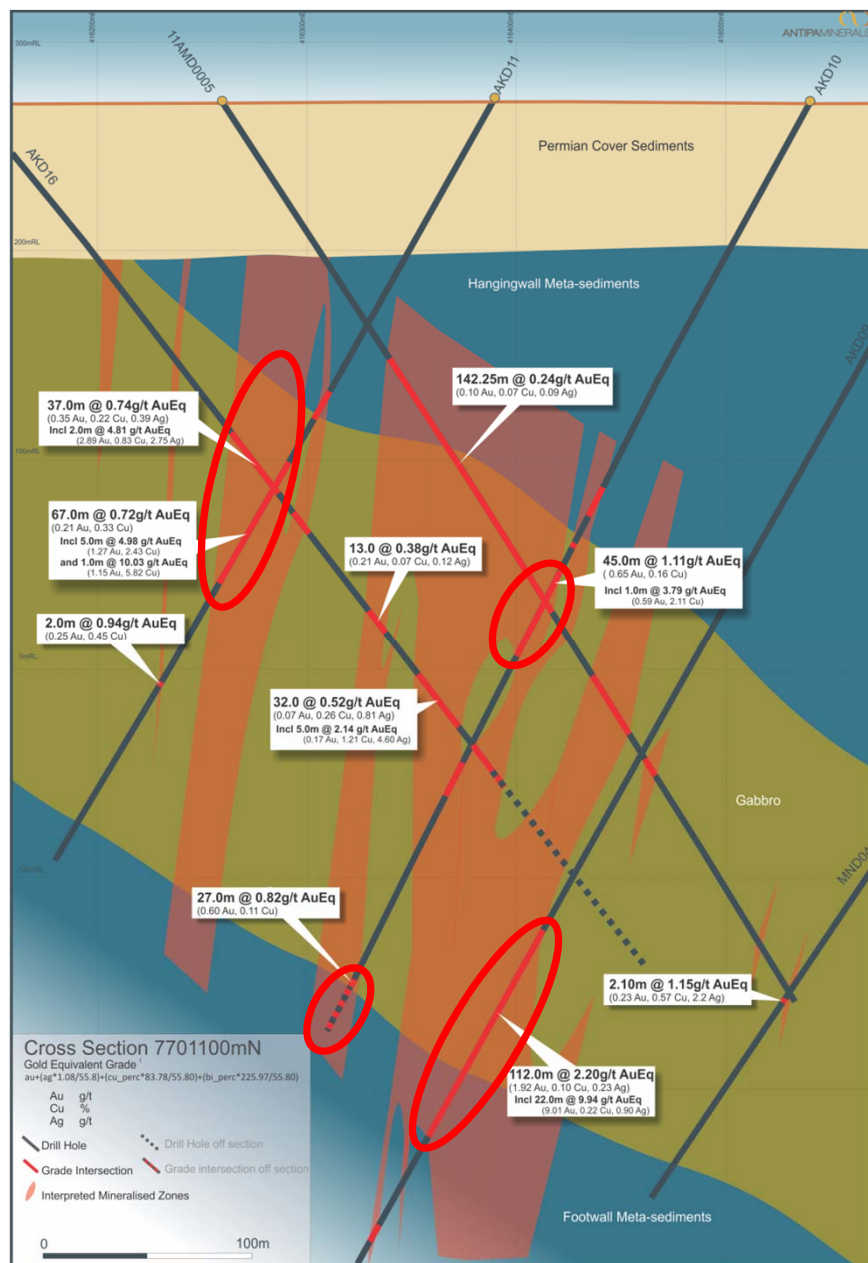 416200mE
416300mE
416400mE
416500mE
ANTIPAMINERALS
300mRL
11AMD0005
AKD11
AKD10
AKD16
Permian Cover Sediments
200mRL
Hangingwall Meta-sediments
AKD09
142.25m @ 0.24g/t AuEq
(0.10 Au, 0.07 Cu, 0.09 Ag)
37.0m @ 0.74g/t AuEq
(0.35 Au, 0.22 Cu, 0.39 Ag)
Incl 2.0m @ 4.81 g/t AuEq
(2.89 Au, 0.83 Cu, 2.75 Ag)
100mRL
67.0m @ 0.72g/t AuEq
(0.21 Au, 0.33 Cu)
Incl 5.0m @ 4.98 g/t AuEq
(1.27 Au, 2.43 Cu)
and 1.0m @ 10.03 g/t AuEq
(1.15 Au, 5.82 Cu)
13.0 @ 0.38g/t AuEq
(0.21 Au, 0.07 Cu, 0.12 Ag)
45.0m @ 1.11g/t AuEq
( 0.65 Au, 0.16 Cu)
Incl 1.0m @ 3.79 g/t AuEq
(0.59 Au, 2.11 Cu)
2.0m @ 0.94g/t AuEq
(0.25 Au, 0.45 Cu)
0mRL
32.0 @ 0.52g/t AuEq
(0.07 Au, 0.26 Cu, 0.81 Ag)
Incl 5.0m @ 2.14 g/t AuEq
(0.17 Au, 1.21 Cu, 4.60 Ag)
Gabbro
MND04
-100mRL
27.0m @ 0.82g/t AuEq
(0.60 Au, 0.11 Cu)
2.10m @ 1.15g/t AuEq
(0.23 Au, 0.57 Cu, 2.2 Ag)
112.0m @ 2.20g/t AuEq
(1.92 Au, 0.10 Cu, 0.23 Ag)
Incl 22.0m @ 9.94 g/t AuEq
(9.01 Au, 0.22 Cu, 0.90 Ag)
Footwall Meta-sediments
Cross Section 7701100mN
Gold Equivalent Grade 1
au+(ag*1.08/55.8)+(cu_perc*83.78/55.80)+(bi_perc*225.97/55.80)
Au g/t
Cu %
Ag g/t
Drill Hole
Drill Hole off section
Grade Intersection
Grade intersection off section
Interpreted Mineralised Zones
0 100m